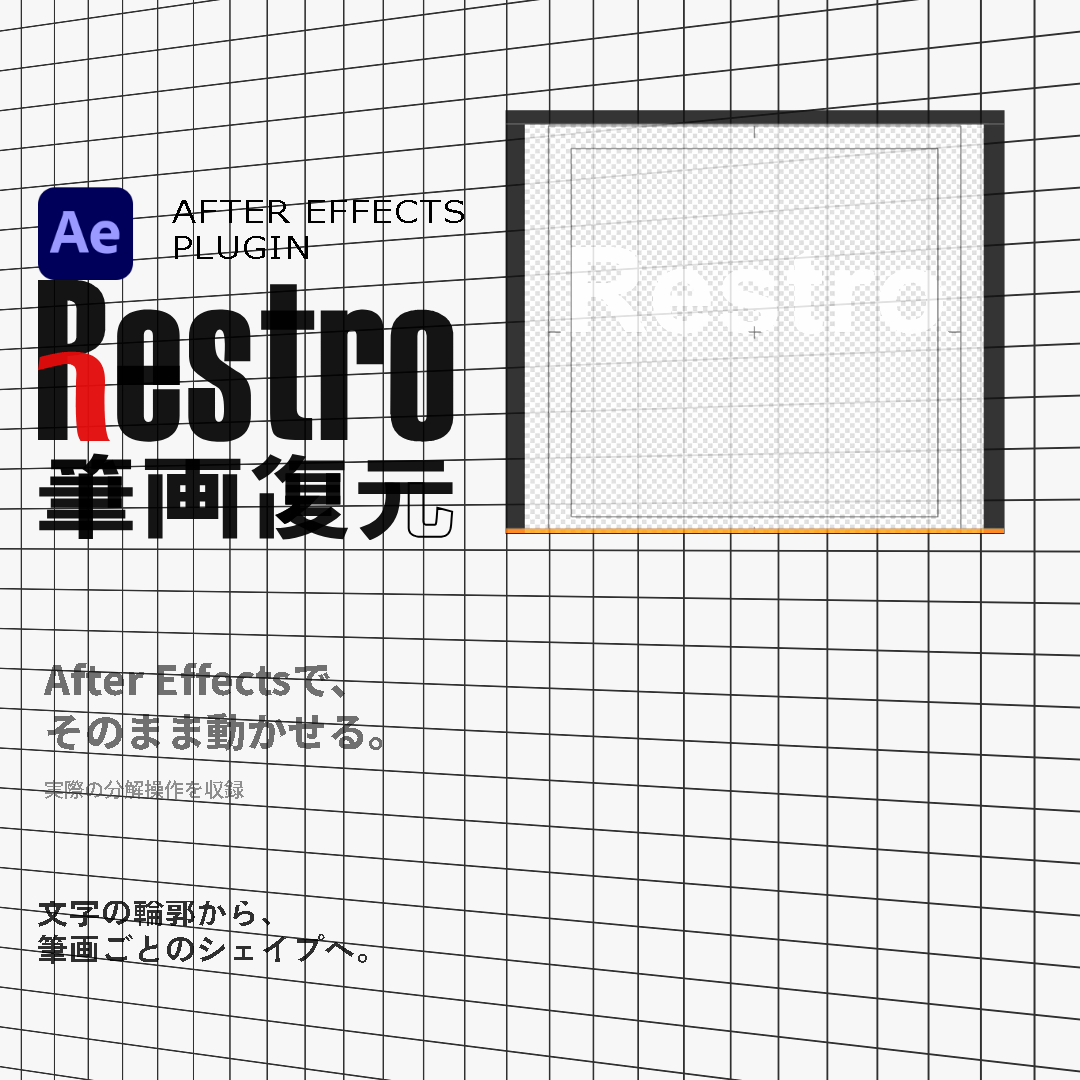 Ae
AFTER EFFECTS
PLUGIN
Restro
筆画復元
Restro
After Effectsで、
そのまま動かせる。
実際の分解操作を収録
文字の輪郭から、
筆画ごとのシェイプへ。